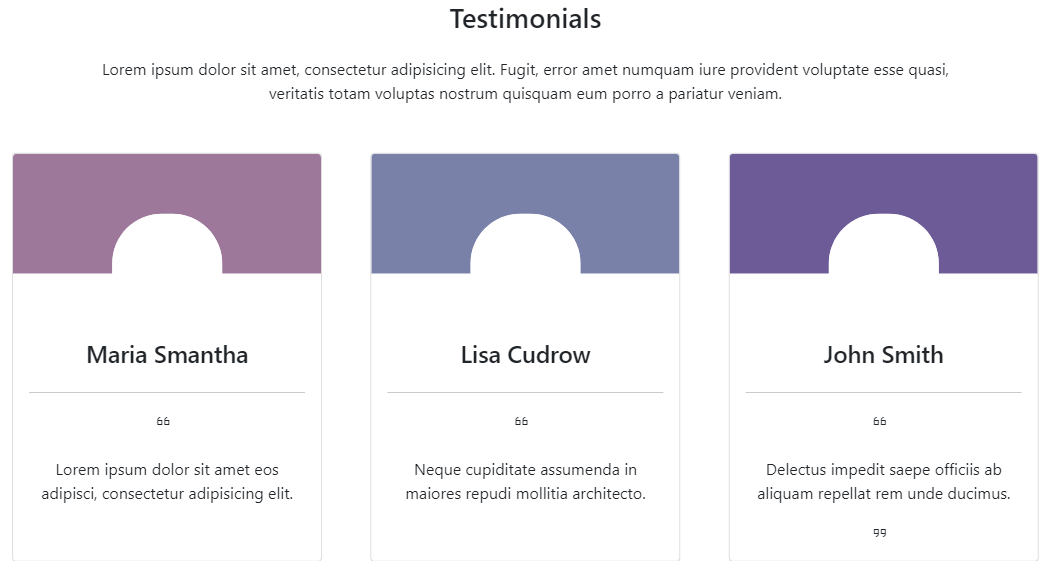 Testimonials
Lorem ipsum dolor sit amet, consectetur adipisicing elit. Fugit, error amet numquam iure provident voluptate esse quasi,
veritatis totam voluptas nostrum quisquam eum porro a pariatur veniam.
Maria Smantha
“
Lorem ipsum dolor sit amet eos
adipisci, consectetur adipisicing elit.
Lisa Cudrow
“
Neque cupiditate assumenda in
maiores repudi mollitia architecto.
John Smith
“
Delectus impedit saepe officiis ab
aliquam repellat rem unde ducimus.
”